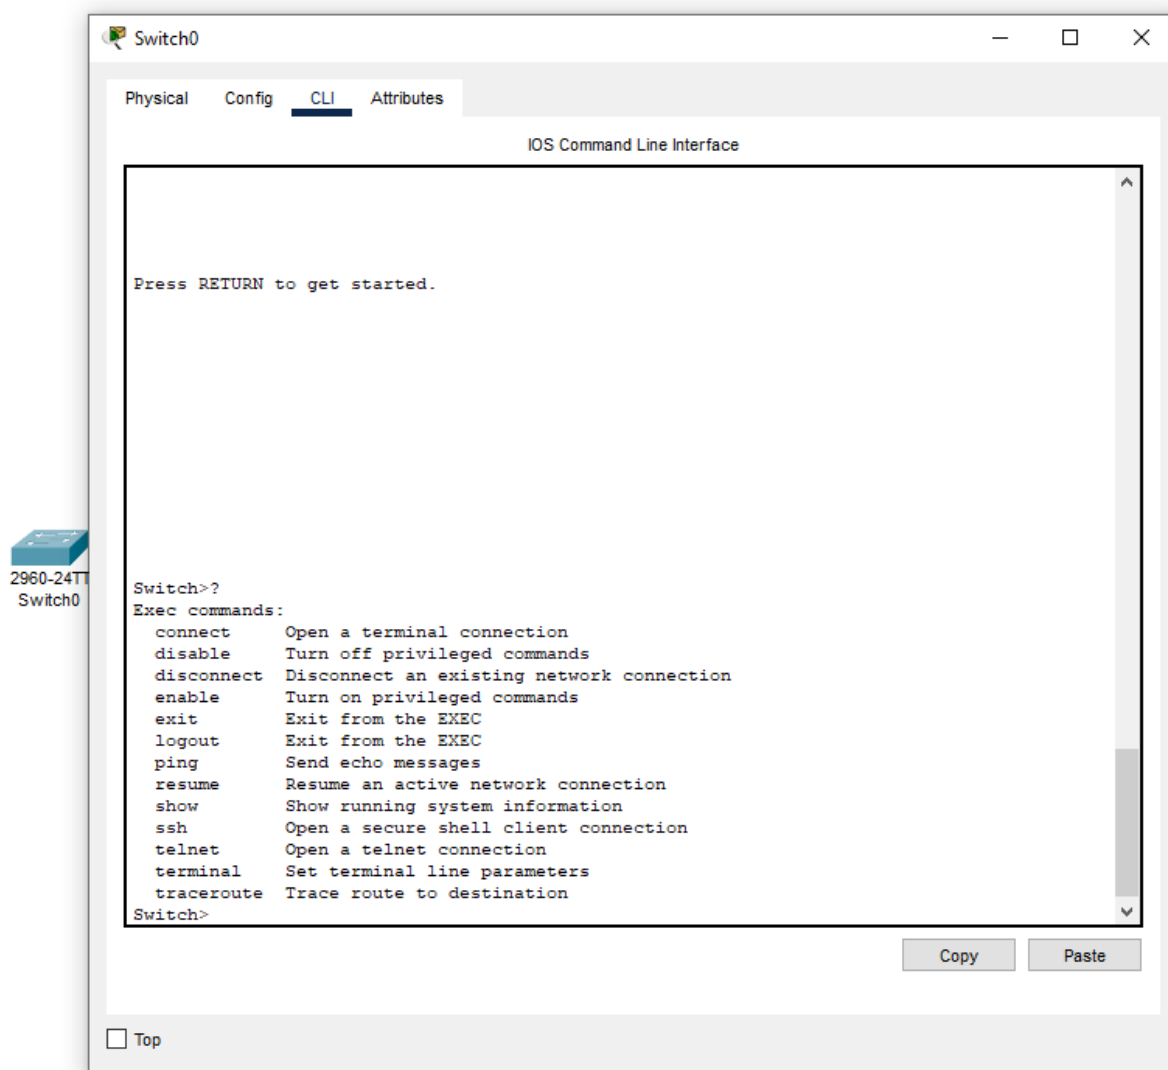 Switch0
Physical Config CLI Attributes
IOS Command Line Interface
Press RETURN to get started.
2960-24TT
Switch0
Switch>?
Exec commands:
  connect     Open a terminal connection
  disable     Turn off privileged commands
  disconnect  Disconnect an existing network connection
  enable      Turn on privileged commands
  exit        Exit from the EXEC
  logout      Exit from the EXEC
  ping        Send echo messages
  resume      Resume an active network connection
  show        Show running system information
  ssh         Open a secure shell client connection
  telnet      Open a telnet connection
  terminal    Set terminal line parameters
  traceroute  Trace route to destination
Switch>
Copy Paste
Top